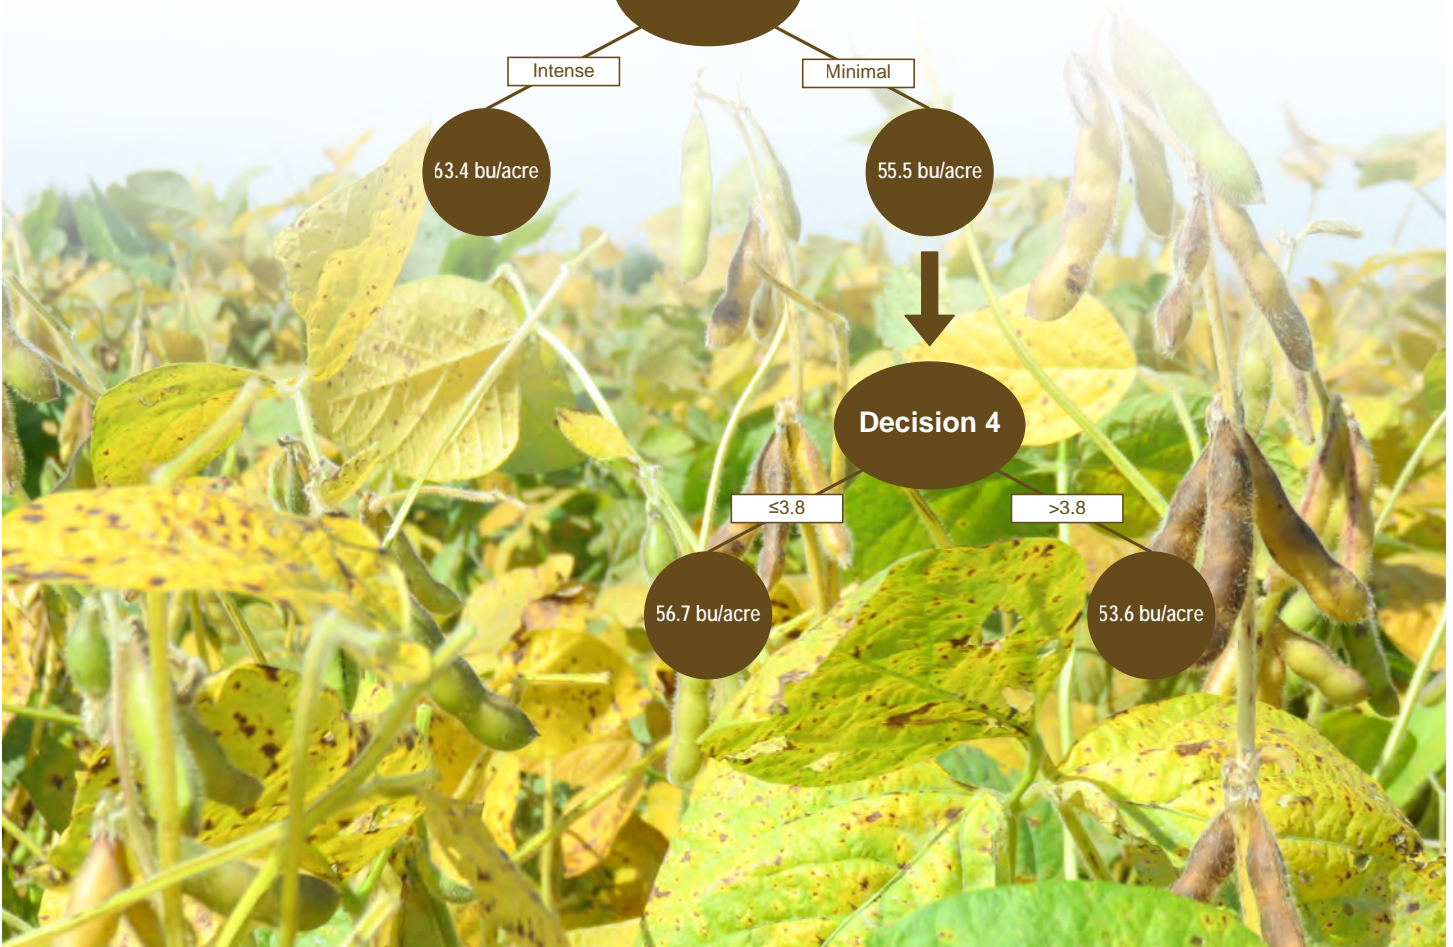 Intense
Minimal
63.4 bu/acre
55.5 bu/acre
Decision 4
≤3.8
>3.8
56.7 bu/acre
53.6 bu/acre